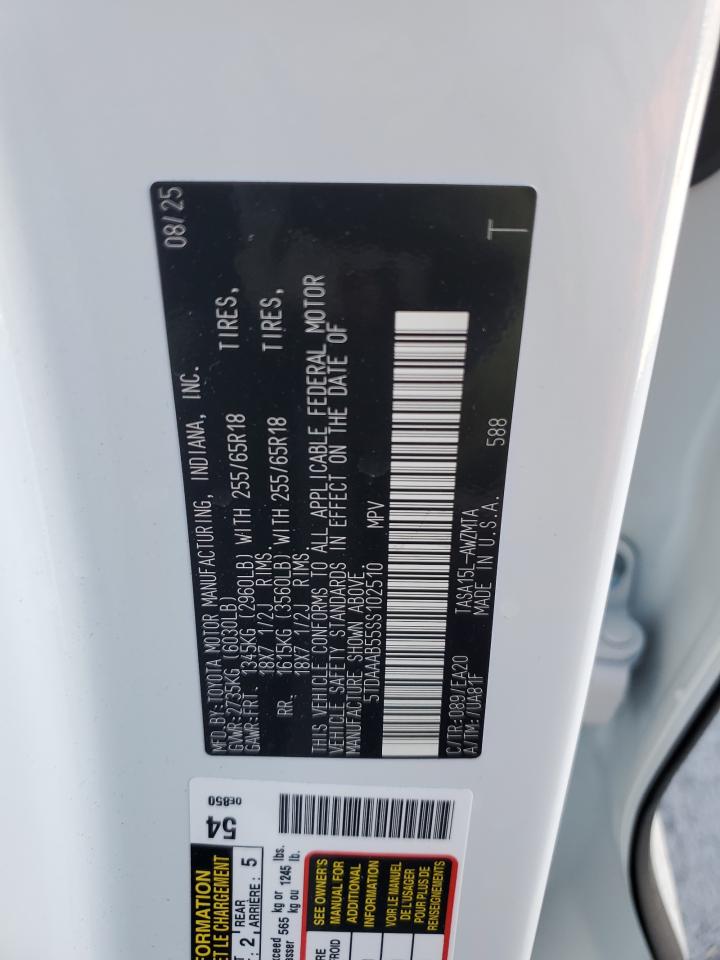 08/25
MFD. BY: TOYOTA MOTOR MANUFACTURING, INDIANA, INC.
GVWR: 2735KG (6030LB)
GAWR: FRT. 1345KG (2960LB) WITH 255/65R18 TIRES,
18X7 1/2J RIMS.
RR. 1615KG (3560LB) WITH 255/65R18 TIRES,
18X7 1/2J RIMS.
THIS VEHICLE CONFORMS TO ALL APPLICABLE FEDERAL MOTOR
VEHICLE SAFETY STANDARDS IN EFFECT ON THE DATE OF
MANUFACTURE SHOWN ABOVE.
5TDAAAB55SS102510 MPV
C/TR: 089/EA20 TASA15L-AWZMTA 588
A/TM: /UA81F MADE IN U.S.A. T
54
0E850
FORMATION
ET LE CHARGEMENT
2 REAR
ARRIÈRE: 5
xceed 565 kg or 1245 lbs.
asser kg ou lb.
SEE OWNER'S
MANUAL FOR
ADDITIONAL
INFORMATION
VOIR LE MANUEL
DE L'USAGER
POUR PLUS DE
RENSEIGNEMENTS